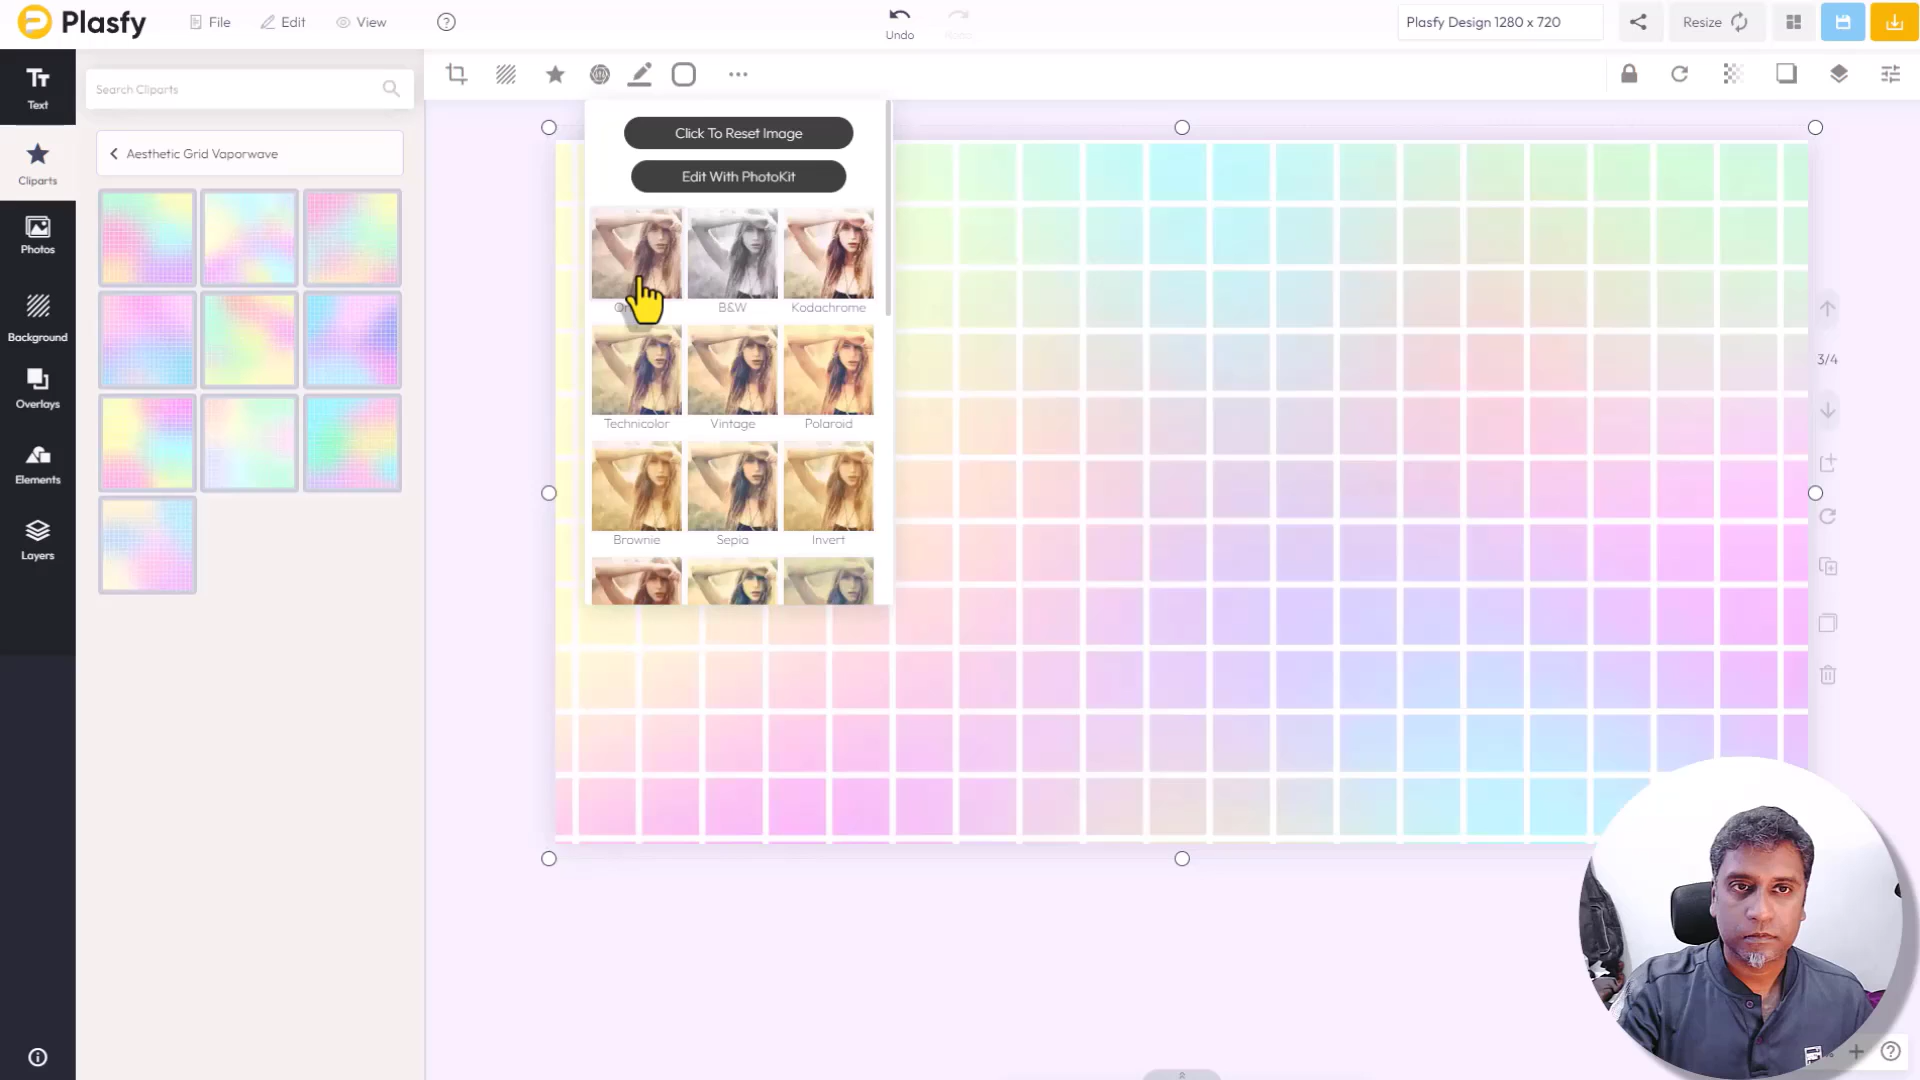 Plasfy
File
Edit
View
Undo
Redo
Plasfy Design 1280 x 720
Resize
Text
Cliparts
Photos
Background
Overlays
Elements
Layers
Search Cliparts
Aesthetic Grid Vaporwave
Click To Reset Image
Edit With PhotoKit
B&W
Kodachrome
Technicolor
Vintage
Polaroid
Brownie
Sepia
Invert
3/4